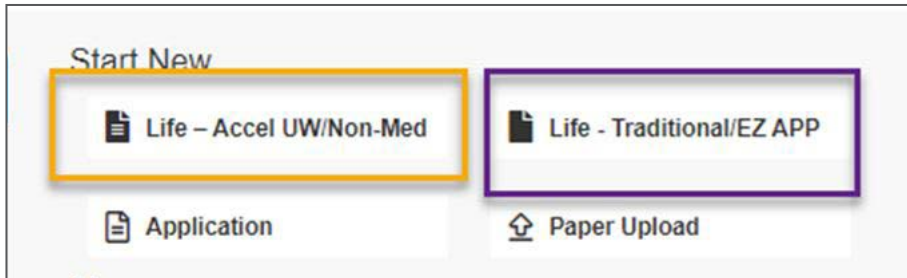 Start New
Life – Accel UW/Non-Med
Life - Traditional/EZ APP
Application
Paper Upload